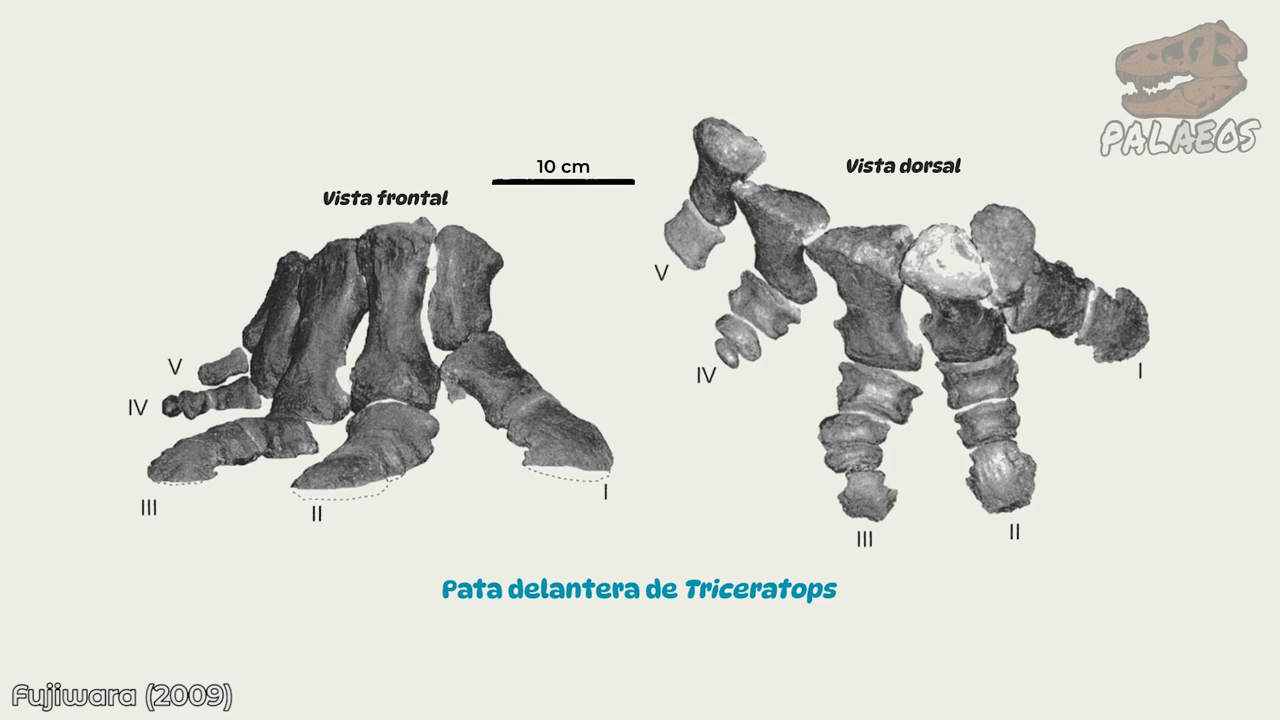 PALAEOS
10 cm
Vista frontal
Vista dorsal
V
IV
III
II
I
V
IV
III
II
I
Pata delantera de Triceratops
Fujiwara (2009)